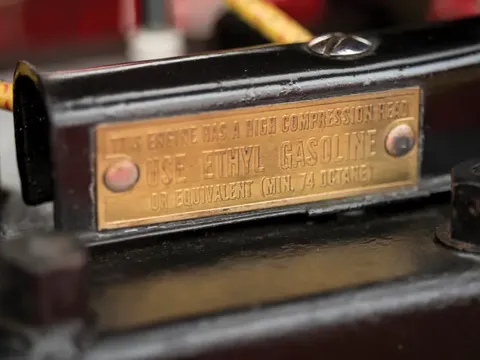 THIS ENGINE HAS A HIGH COMPRESSION HEAD
USE ETHYL GASOLINE
OR EQUIVALENT (MIN. 74 OCTANE)